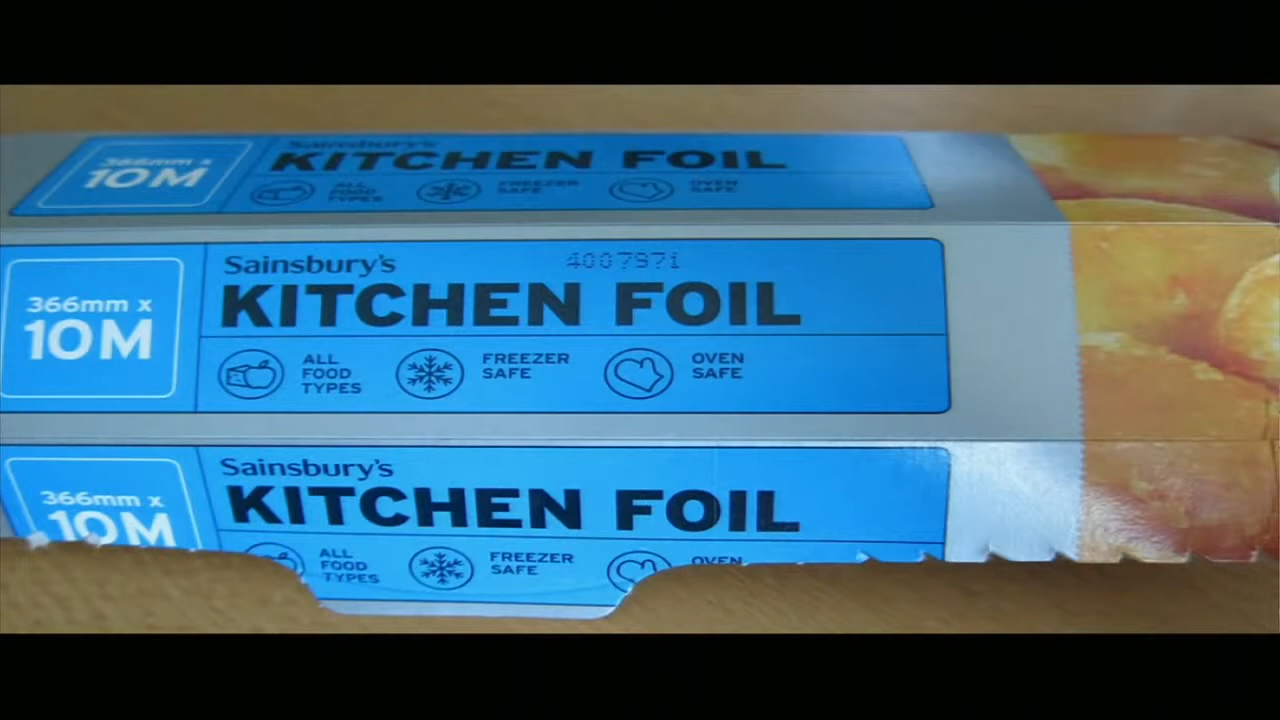 Sainsbury's
366mm x
10M
KITCHEN FOIL
ALL
FOOD
TYPES
FREEZER
SAFE
OVEN
SAFE
Sainsbury's
4007971
366mm x
10M
KITCHEN FOIL
ALL
FOOD
TYPES
FREEZER
SAFE
OVEN
SAFE
Sainsbury's
366mm x
10M
KITCHEN FOIL
ALL
FOOD
TYPES
FREEZER
SAFE
OVEN